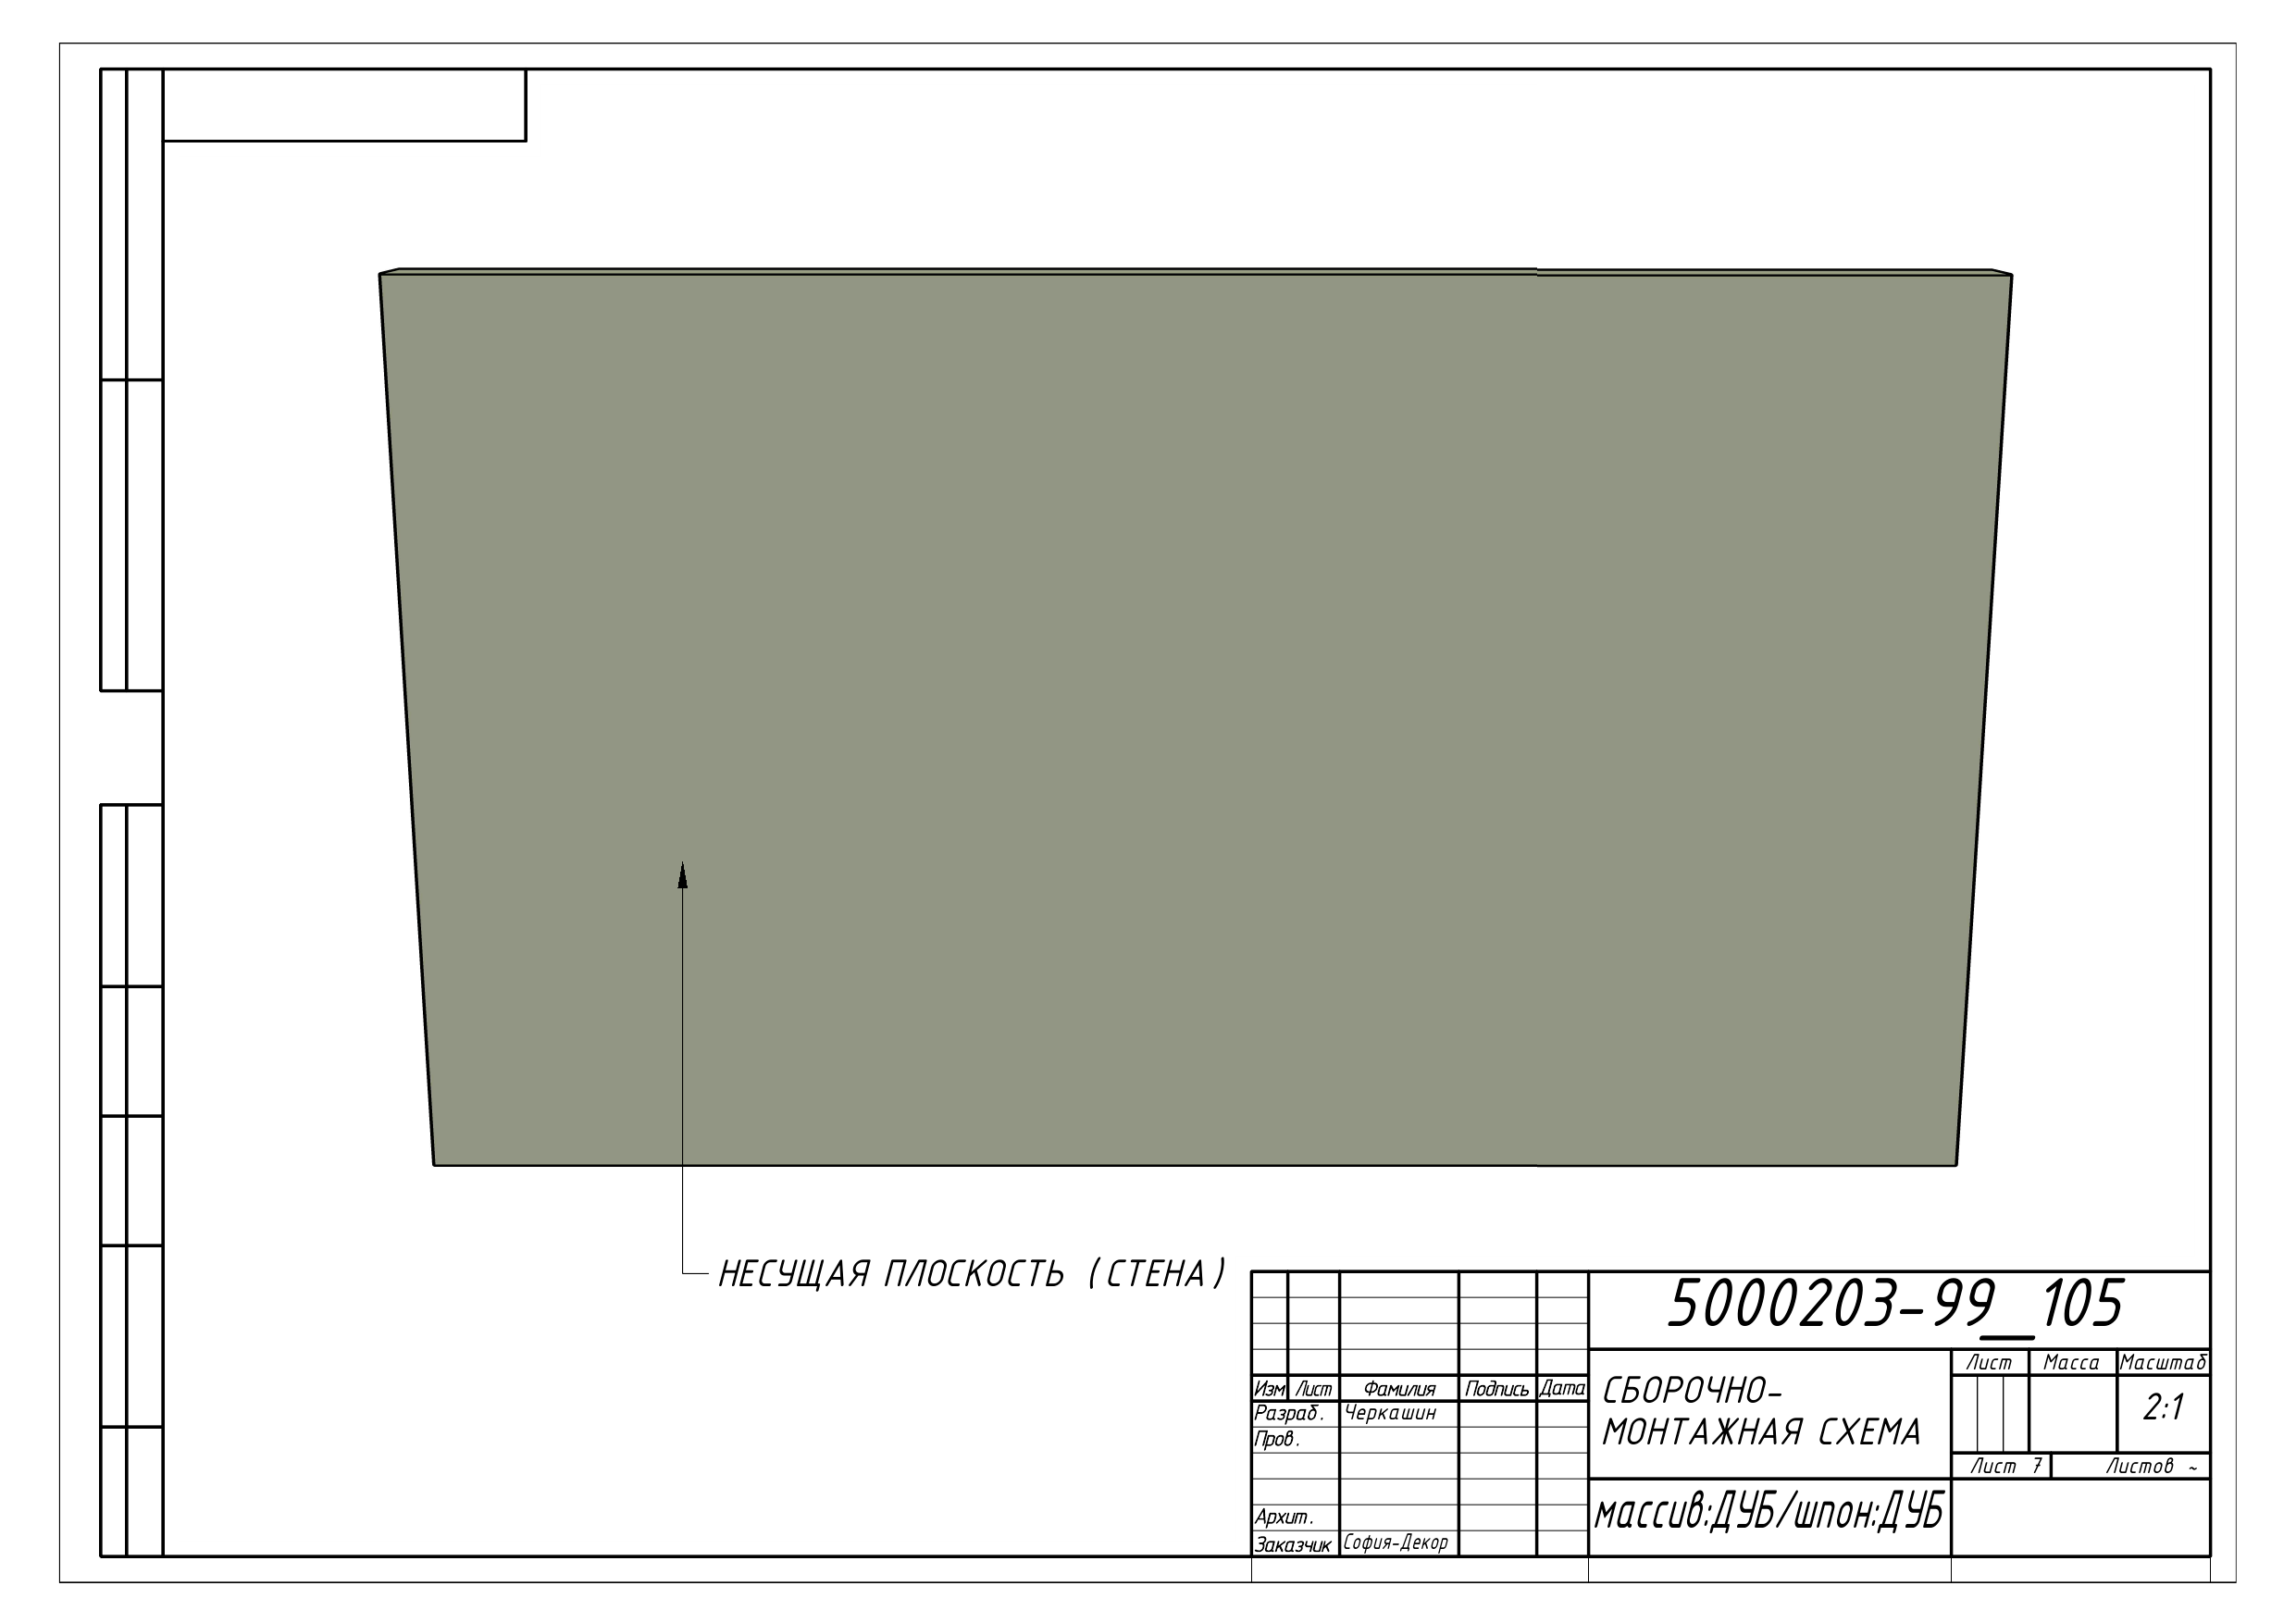 НЕСУЩАЯ ПЛОСКОСТЬ (СТЕНА)
5000203-99_105
Изм Лист Фамилия Подпись Дата
Разраб. Черкашин
Пров.
Архит.
Заказчик София-Декор
СБОРОЧНО-
МОНТАЖНАЯ СХЕМА
Лист Масса Масштаб
2:1
Лист 7 Листов ~
массив:ДУБ/шпон:ДУБ